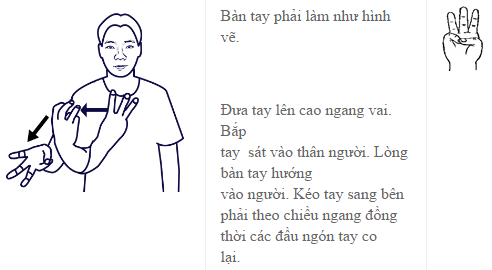 Bàn tay phải làm như hình
vẽ.
Đưa tay lên cao ngang vai.
Bắp
tay sát vào thân người. Lòng
bàn tay hướng
vào người. Kéo tay sang bên
phải theo chiều ngang đồng
thời các đầu ngón tay co
lại.